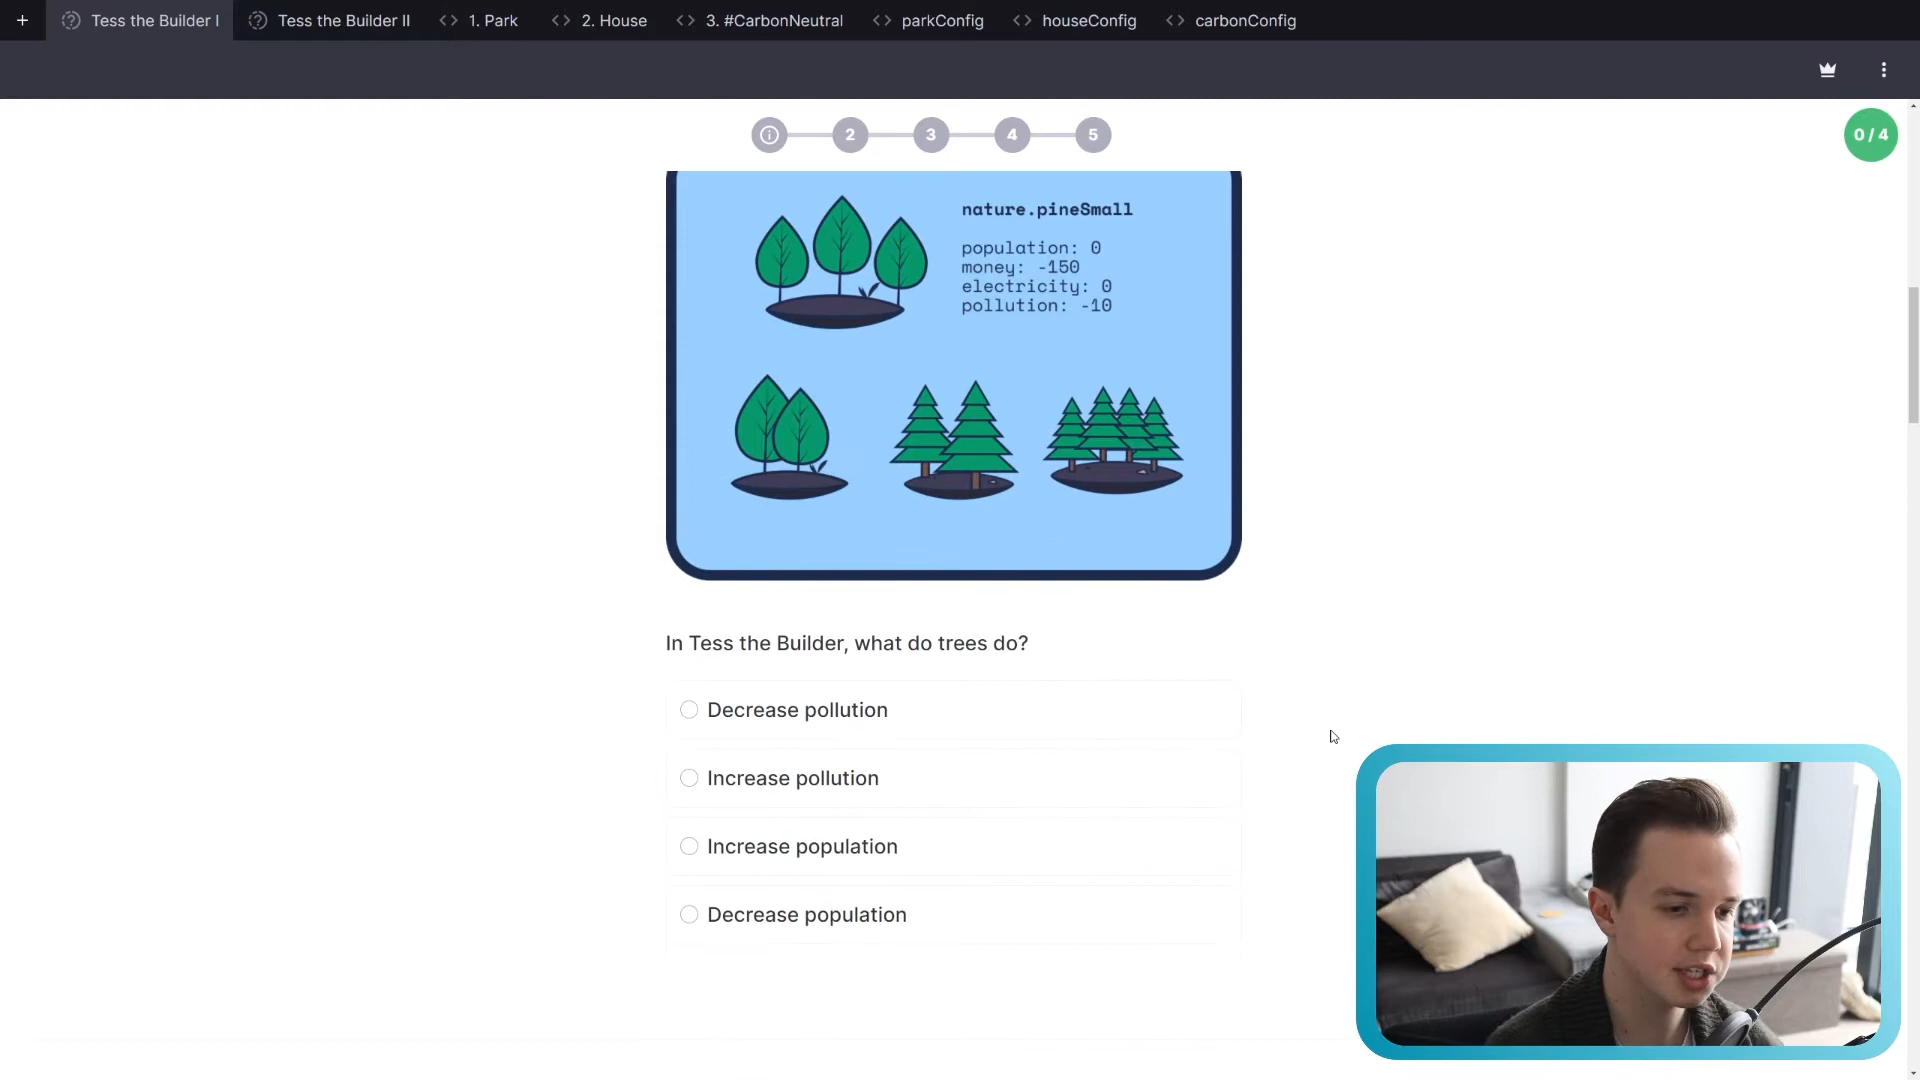 Tess the Builder I
Tess the Builder II
1. Park
2. House
3. #CarbonNeutral
parkConfig
houseConfig
carbonConfig
2
3
4
5
0 / 4
nature.pineSmall
population: 0
money: -150
electricity: 0
pollution: -10
In Tess the Builder, what do trees do?
Decrease pollution
Increase pollution
Increase population
Decrease population